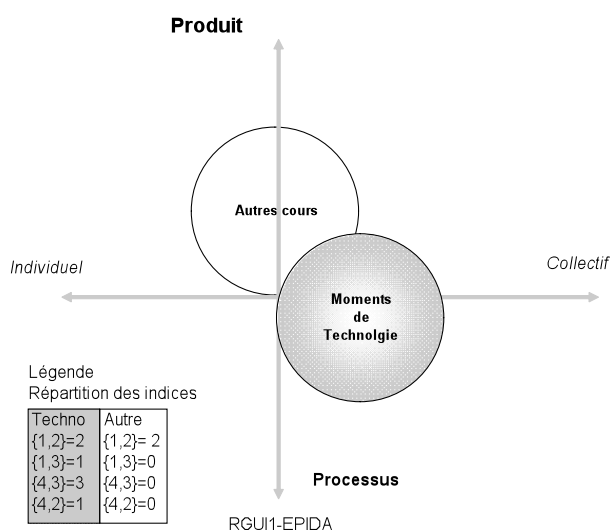 Produit
Autres cours
Individuel
Collectif
Moments
de
Technolgie
Légende
Répartition des indices
Techno Autre
{1,2}=2 {1,2}= 2
{1,3}=1 {1,3}=0
{4,3}=3 {4,3}=0
{4,2}=1 {4,2}=0
Processus
RGUI1-EPIDA